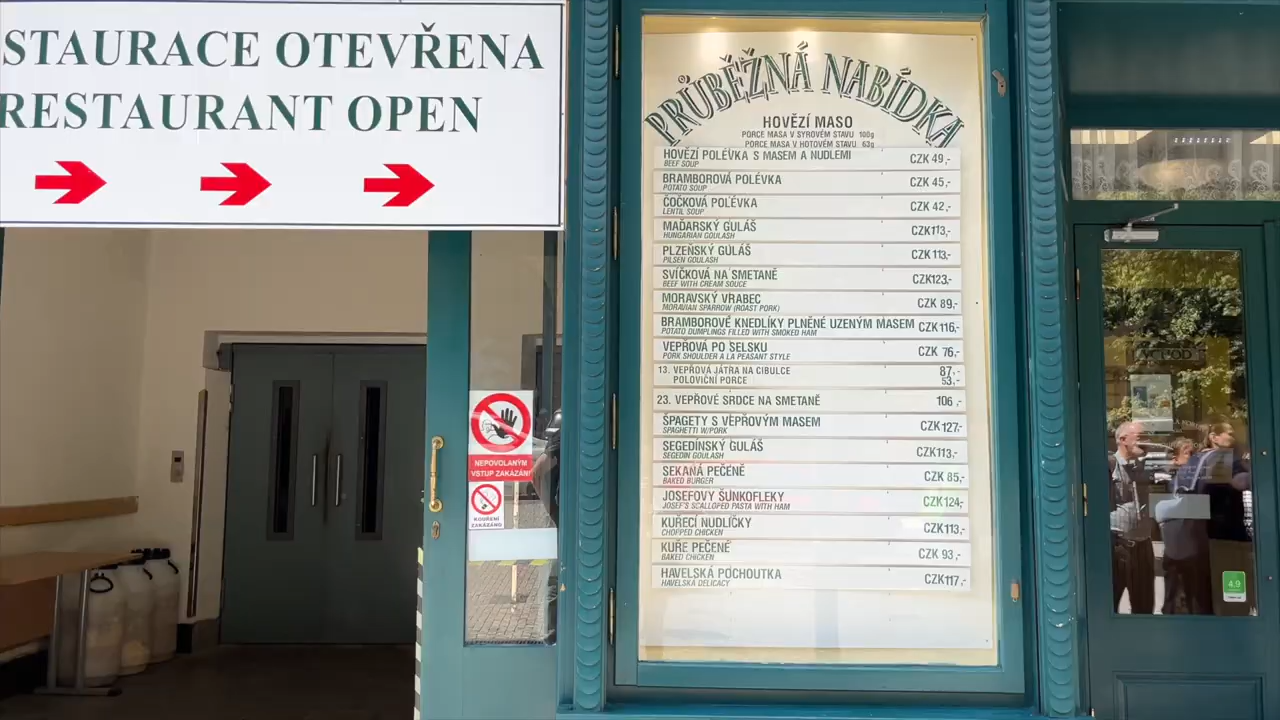 STAURACE OTEVŘENA
RESTAURANT OPEN
PRŮBĚŽNÁ NABÍDKA
HOVĚZÍ MASO
PORCE MASA V SYROVÉM STAVU 100g
PORCE MASA V HOTOVÉM STAVU 63g
HOVĚZÍ POLÉVKA S MASEM A NUDLEMI CZK 49,-
BEEF SOUP
BRAMBOROVÁ POLÉVKA CZK 45,-
POTATO SOUP
ČOČKOVÁ POLÉVKA CZK 42,-
LENTIL SOUP
MAĎARSKÝ GULÁŠ CZK113,-
HUNGARIAN GOULASH
PLZEŇSKÝ GULÁŠ CZK 113,-
PILSEN GOULASH
SVÍČKOVÁ NA SMETANĚ CZK123,-
BEEF WITH CREAM SOUCE
MORAVSKÝ VRABEC CZK 89,-
MORAVIAN SPARROW (ROAST PORK)
BRAMBOROVÉ KNEDLÍKY PLNĚNÉ UZENÝM MASEM CZK 116,-
POTATO DUMPLINGS FILLED WITH SMOKED HAM
VEPŘOVÁ PO SELSKU CZK 76,-
PORK SHOULDER A LA PEASANT STYLE
13. VEPŘOVÁ JÁTRA NA CIBULCE 87,-
POLOVIČNÍ PORCE 53,-
23. VEPŘOVÉ SRDCE NA SMETANĚ 106 ,-
ŠPAGETY S VEPŘOVÝM MASEM CZK127,-
SPAGHETTI W/PORK
SEGEDÍNSKÝ GULÁŠ CZK113,-
SEGEDIN GOULASH
SEKANÁ PEČENĚ CZK 85,-
BAKED BURGER
JOSEFOVY ŠUNKOFLEKY CZK124,-
JOSEF'S SCALLOPED PASTA WITH HAM
KUŘECÍ NUDLIČKY CZK113,-
CHOPPED CHICKEN
KUŘE PEČENÉ CZK 93,-
BAKED CHICKEN
HAVELSKÁ POCHOUTKA CZK117,-
HAVELSKA DELICACY
NEPOVOLANÝM
VSTUP ZAKÁZÁN!
KOUŘENÍ
ZAKÁZÁNO
4.9